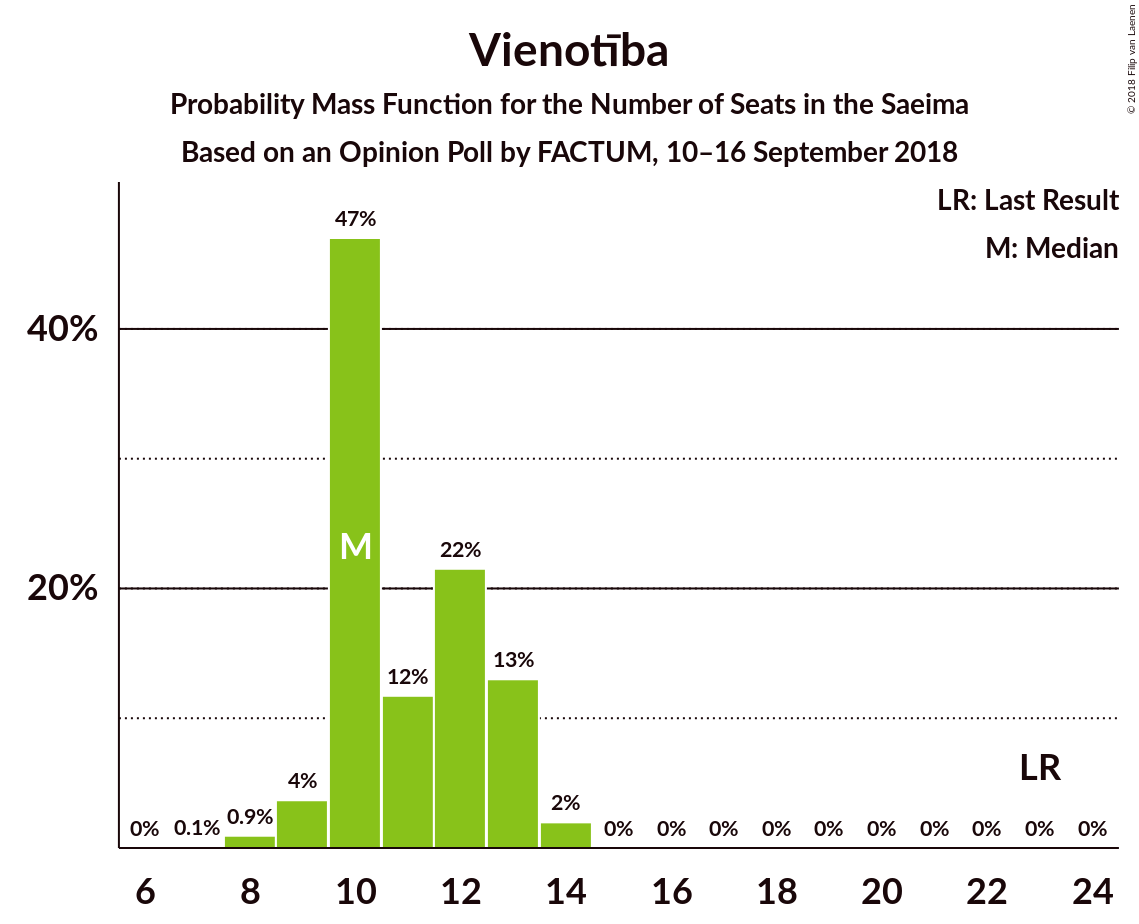 Vienotība
Probability Mass Function for the Number of Seats in the Saeima
Based on an Opinion Poll by FACTUM, 10–16 September 2018
© 2018 Filip van Laenen
LR: Last Result
M: Median
47%
40%
M
22%
20%
13%
12%
LR
4%
2%
0.9%
0% 0.1% 0% 0% 0% 0% 0% 0% 0% 0% 0% 0%
6 8 10 12 14 16 18 20 22 24